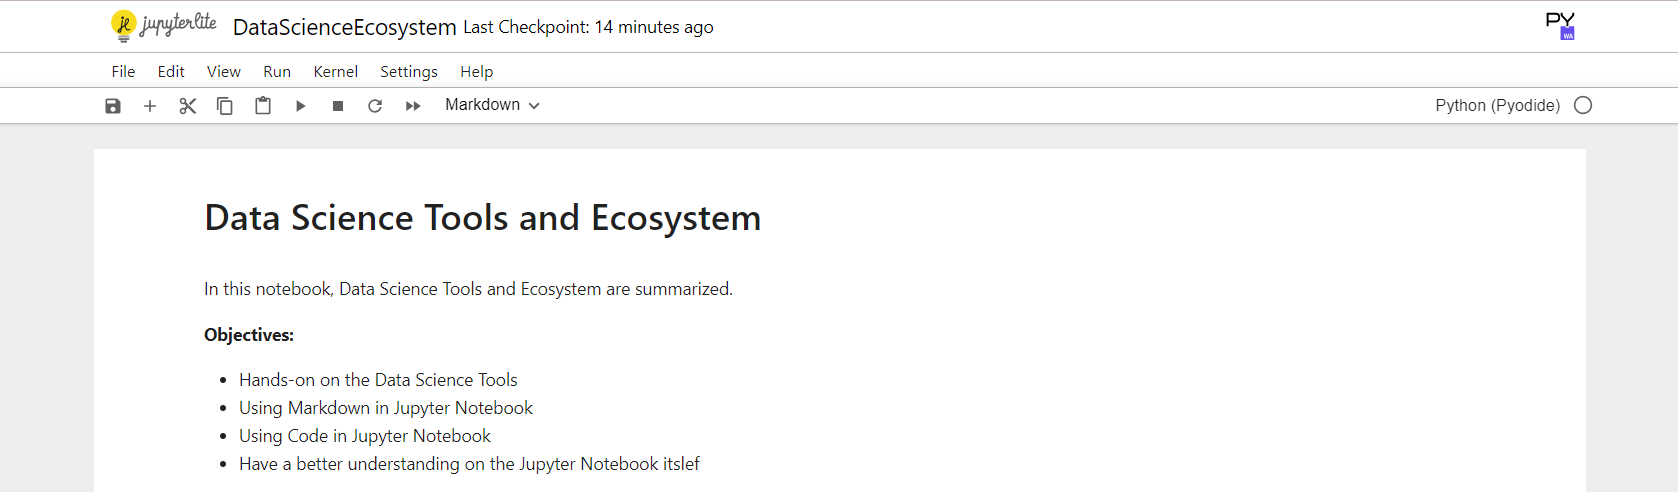 jupyterlite DataScienceEcosystem Last Checkpoint: 14 minutes ago
PY
WA
File Edit View Run Kernel Settings Help
Markdown Python (Pyodide)
Data Science Tools and Ecosystem
In this notebook, Data Science Tools and Ecosystem are summarized.
Objectives:
Hands-on on the Data Science Tools
Using Markdown in Jupyter Notebook
Using Code in Jupyter Notebook
Have a better understanding on the Jupyter Notebook itslef